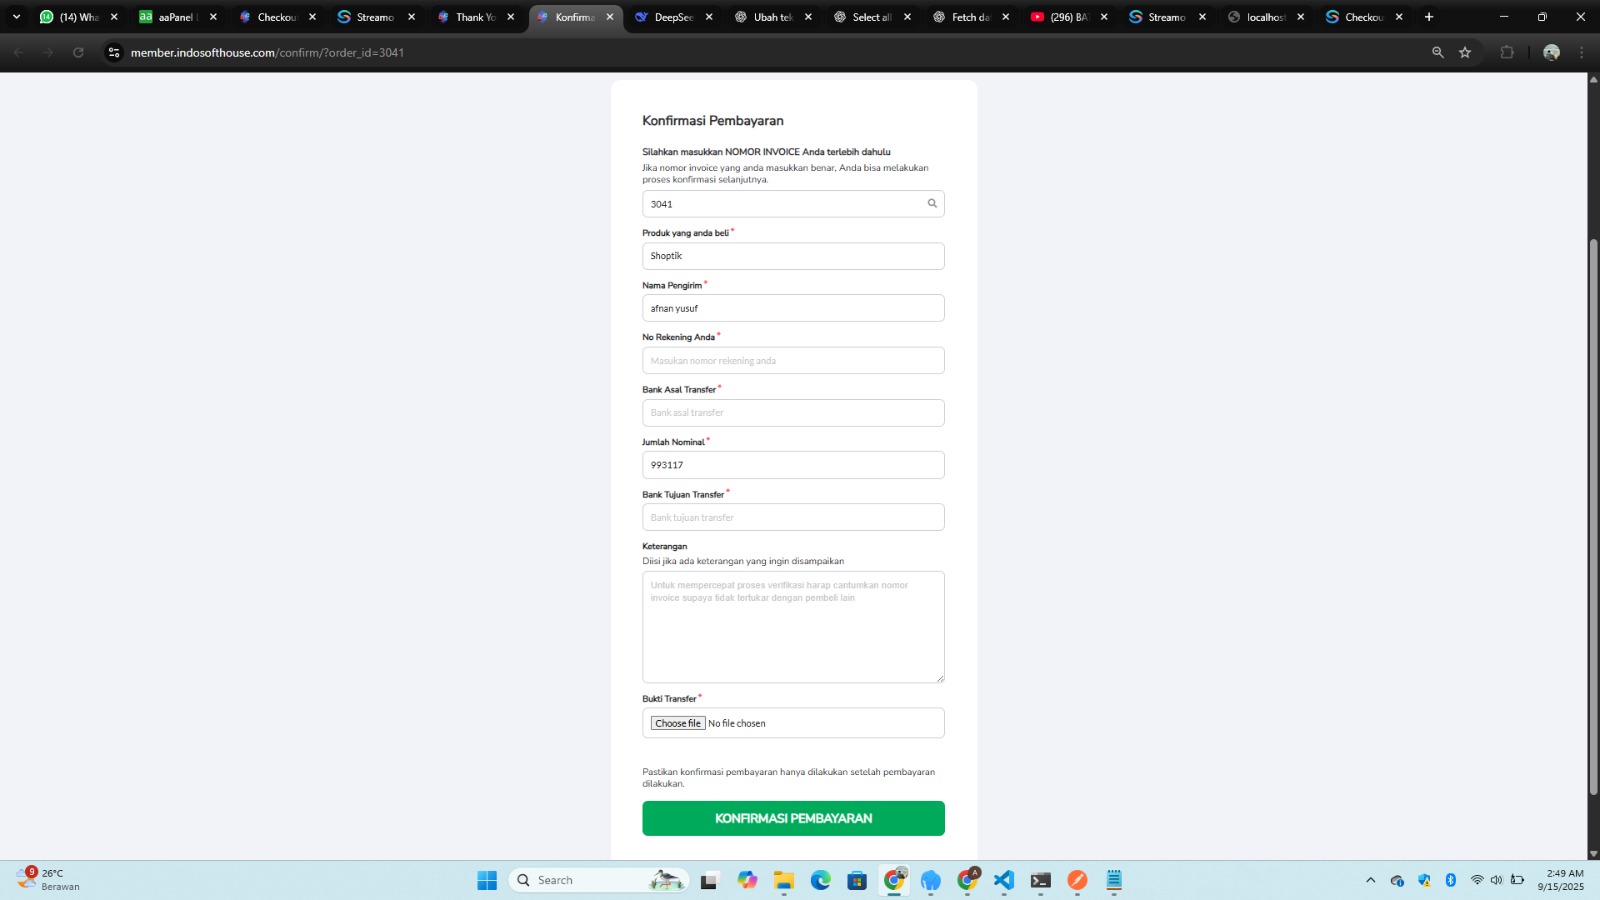 (14) Wha
aaPanel L
Checkou
Streamo
Thank Yo
Konfirma
DeepSee
Ubah tek
Select all
Fetch da
(296) BA
Streamo
localhost
Checkou
member.indosofthouse.com/confirm/?order_id=3041
Konfirmasi Pembayaran
Silahkan masukkan NOMOR INVOICE Anda terlebih dahulu
Jika nomor invoice yang anda masukkan benar, Anda bisa melakukan
proses konfirmasi selanjutnya.
3041
Produk yang anda beli *
Shoptik
Nama Pengirim *
afnan yusuf
No Rekening Anda *
Masukan nomor rekening anda
Bank Asal Transfer *
Bank asal transfer
Jumlah Nominal *
993117
Bank Tujuan Transfer *
Bank tujuan transfer
Keterangan
Diisi jika ada keterangan yang ingin disampaikan
Untuk mempercepat proses verifikasi harap cantumkan nomor
invoice supaya tidak tertukar dengan pembeli lain
Bukti Transfer *
Choose file No file chosen
Pastikan konfirmasi pembayaran hanya dilakukan setelah pembayaran
dilakukan.
KONFIRMASI PEMBAYARAN
9
26°C
Berawan
Search
2:49 AM
9/15/2025